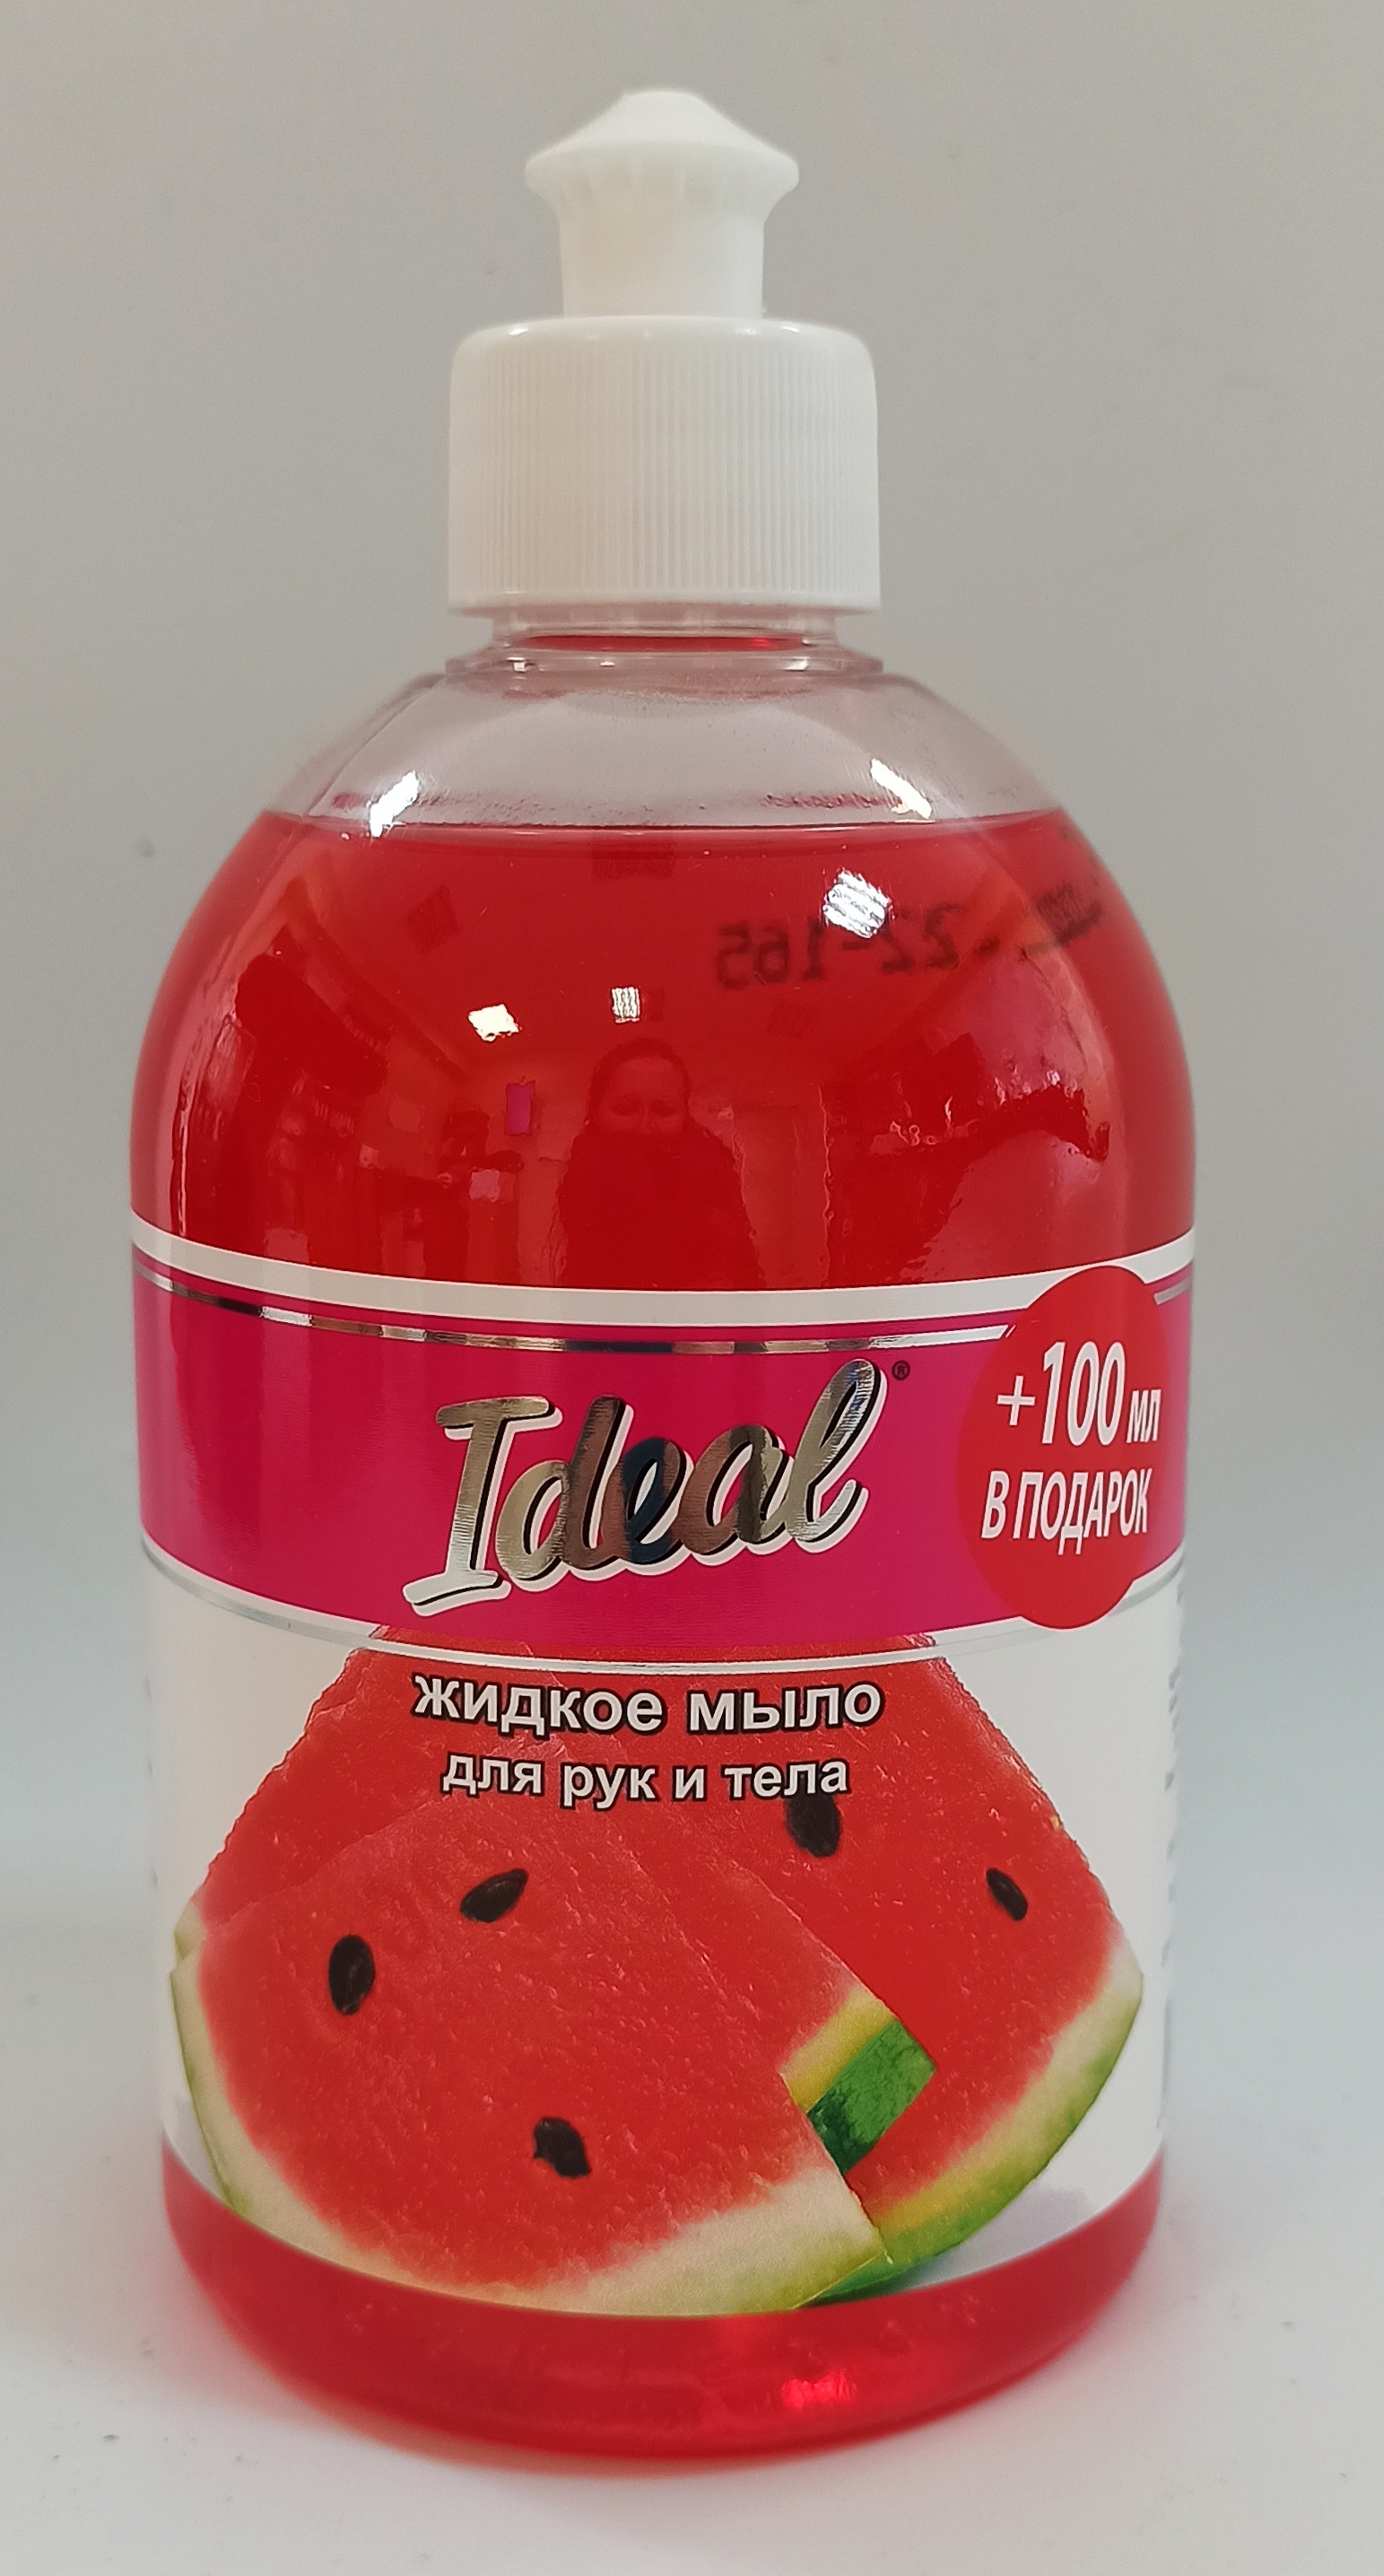 Ideal®
+100 мл
В ПОДАРОК
жидкое мыло
для рук и тела